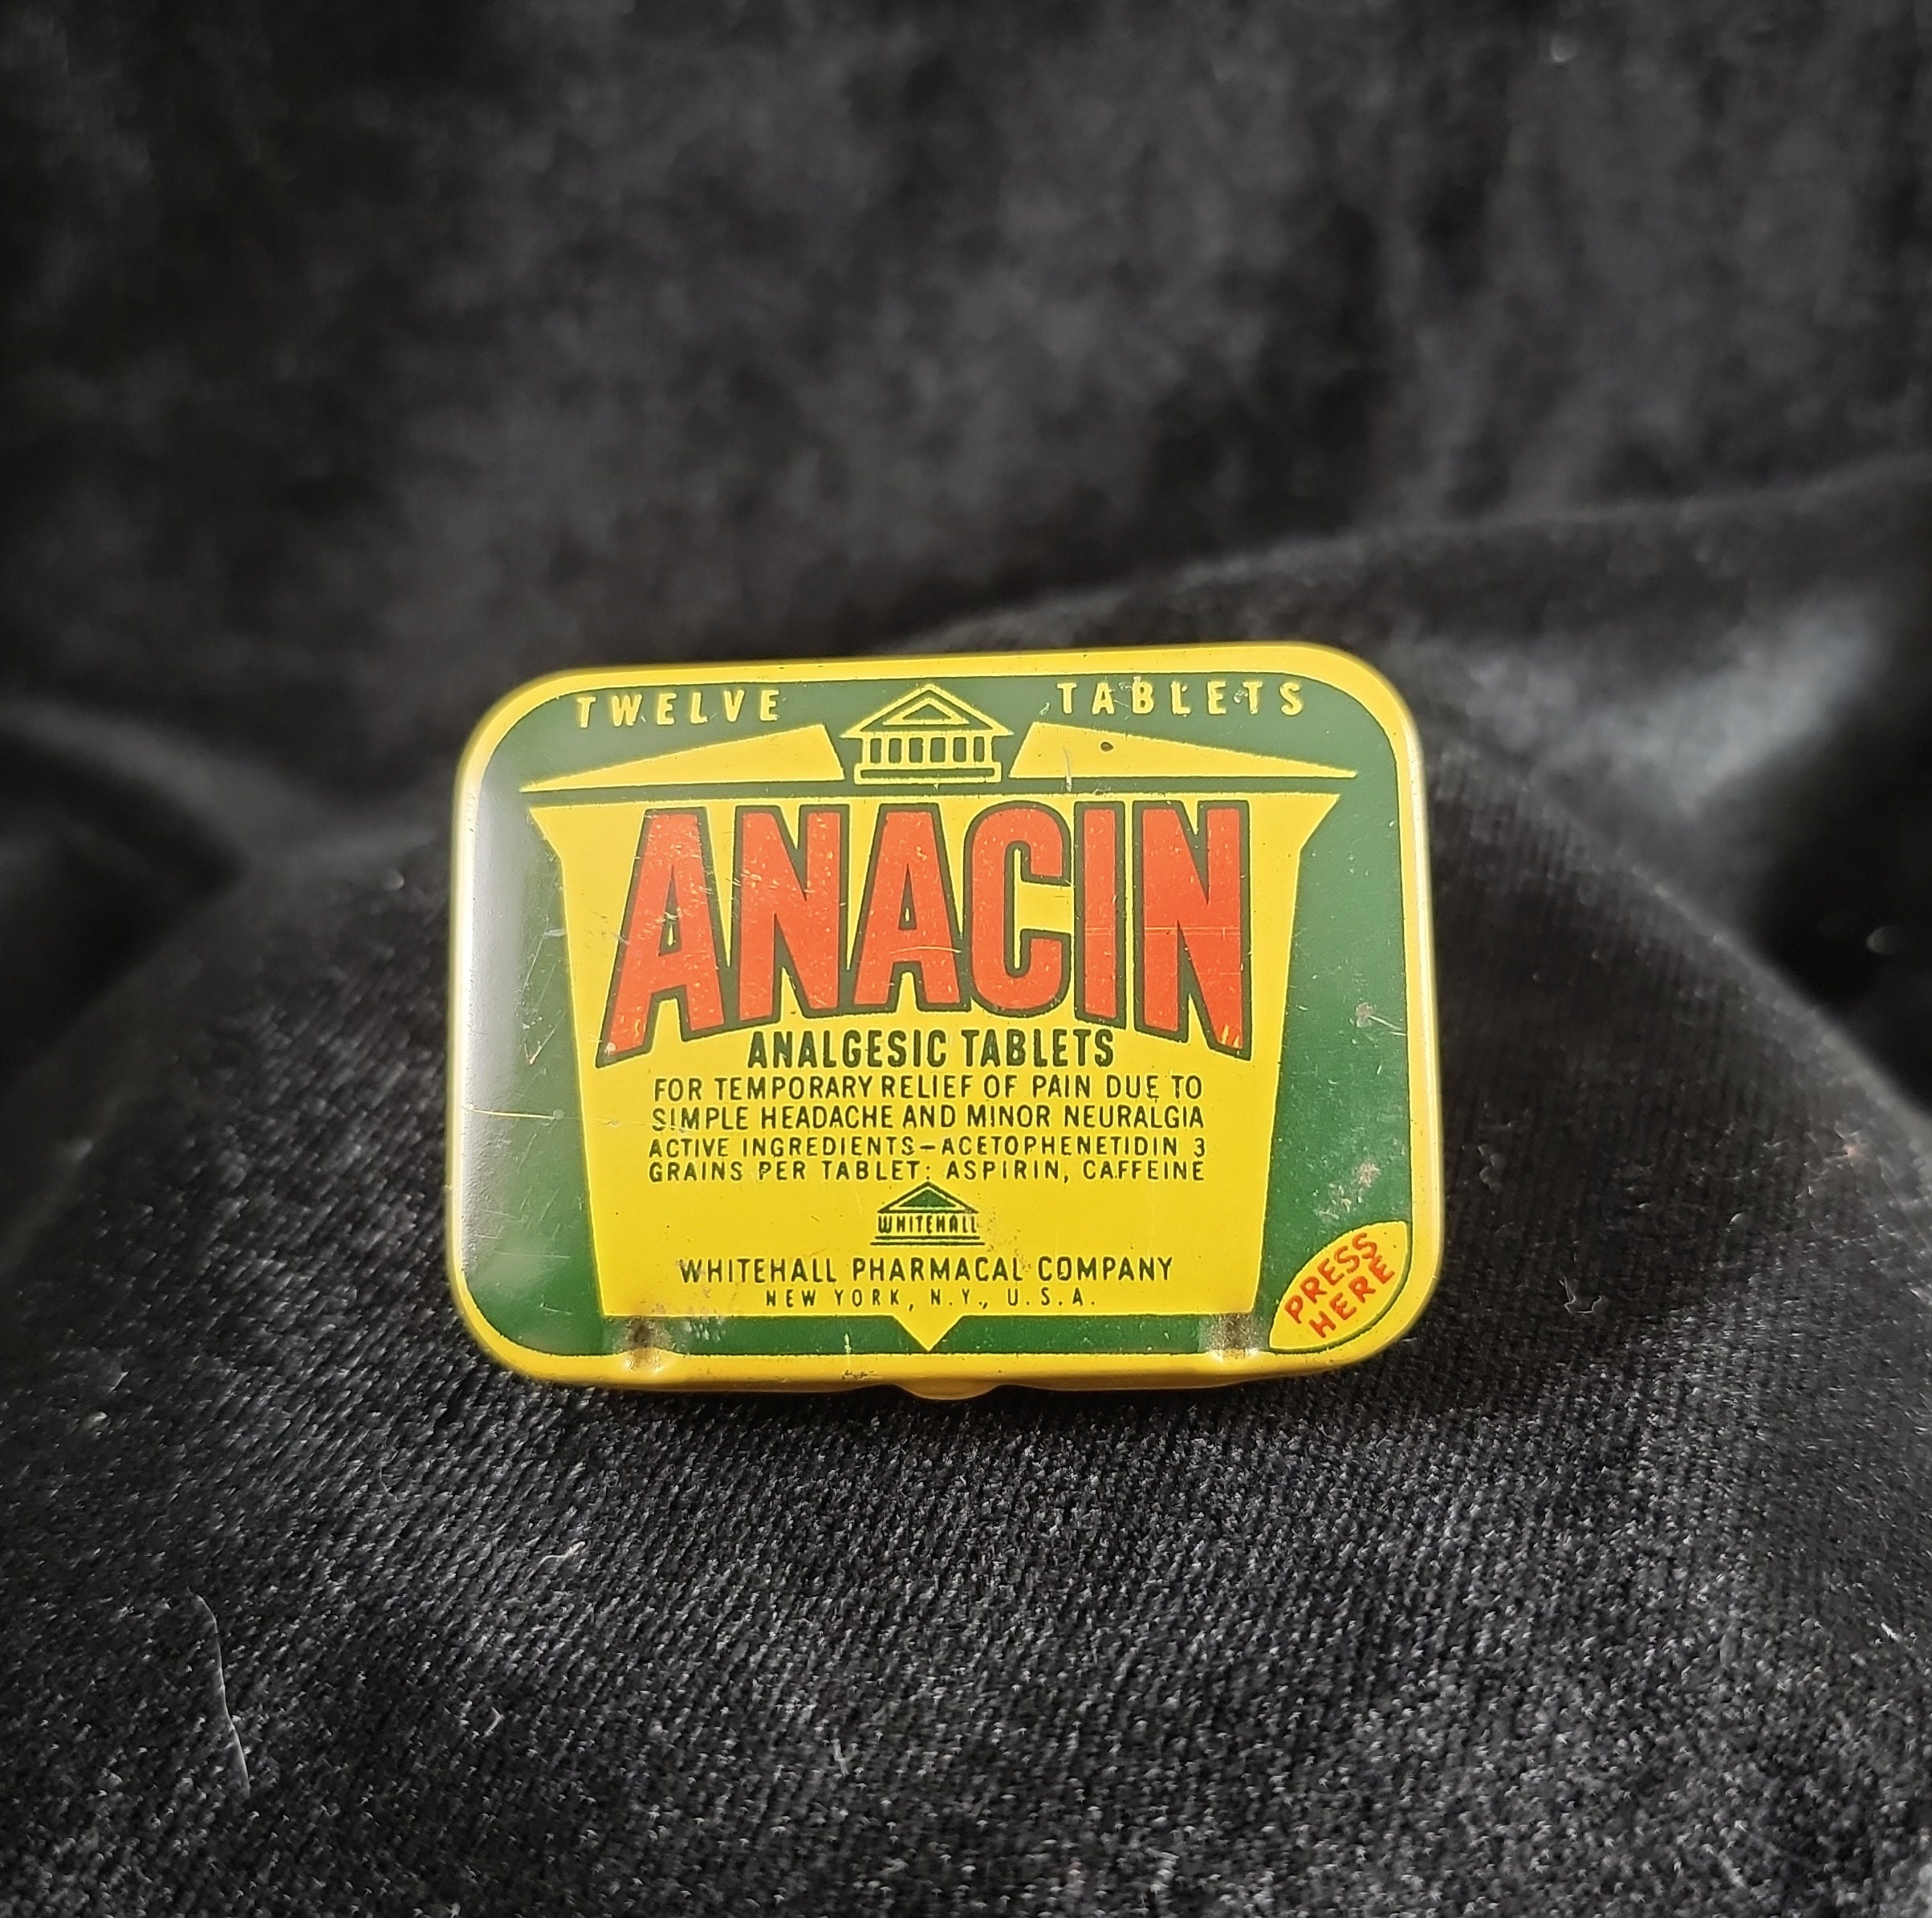 TWELVE TABLETS
ANACIN
ANALGESIC TABLETS
FOR TEMPORARY RELIEF OF PAIN DUE TO
SIMPLE HEADACHE AND MINOR NEURALGIA
ACTIVE INGREDIENTS—ACETOPHENETIDIN 3
GRAINS PER TABLET: ASPIRIN, CAFFEINE
WHITEHALL
WHITEHALL PHARMACAL COMPANY
NEW YORK, N.Y., U.S.A.
PRESS
HERE